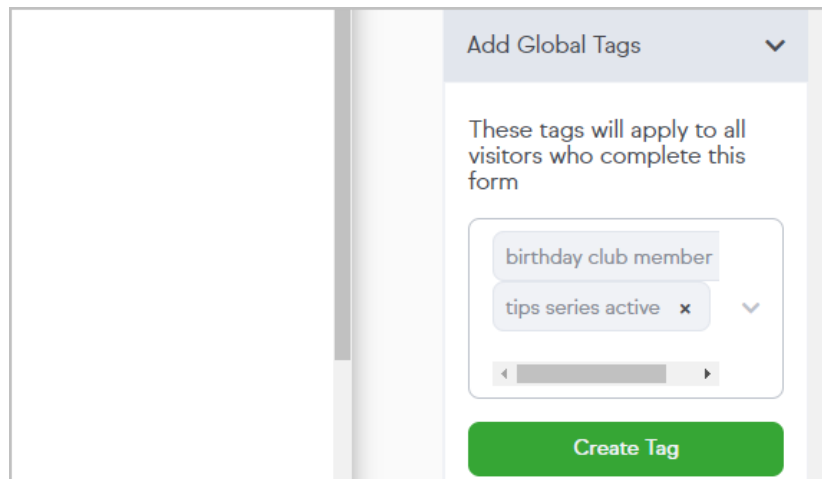 Add Global Tags
These tags will apply to all
visitors who complete this
form
birthday club member
tips series active ×
Create Tag